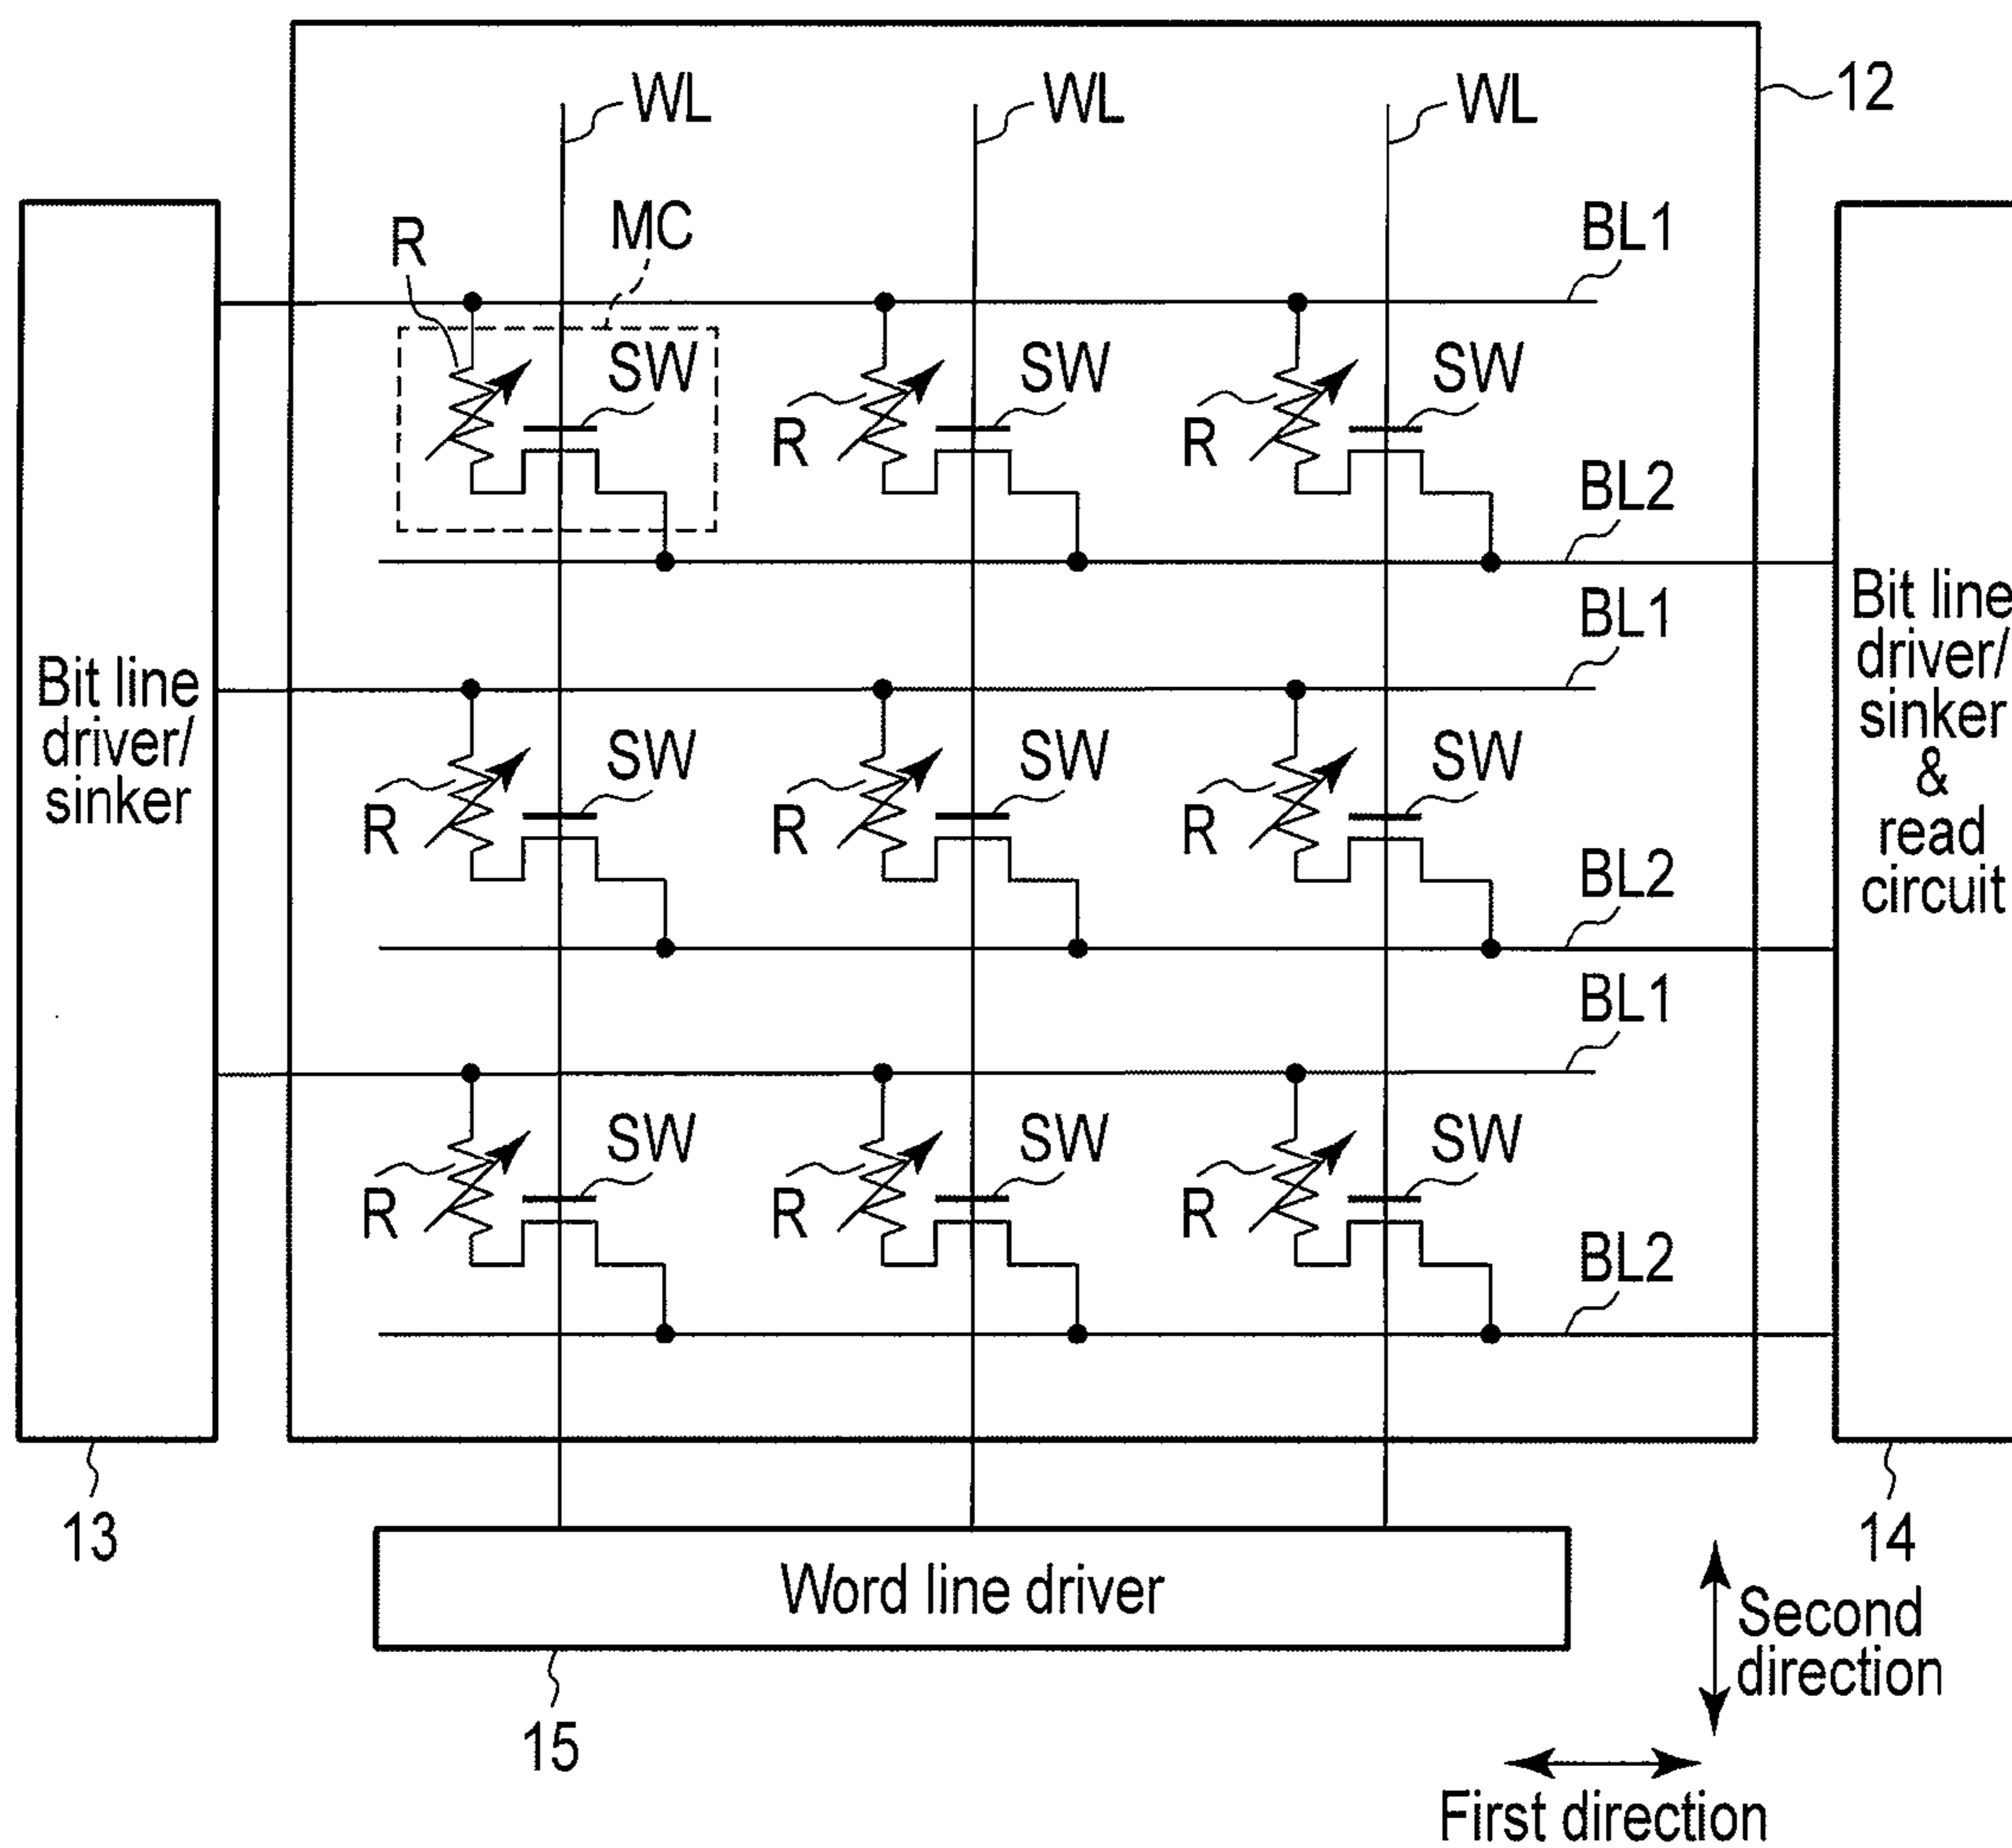 WL WL WL 12
R MC BL1
SW SW SW
R R
BL2
BL1
Bit line
driver/
sinker
Bit line
driver/
sinker
&
read
circuit
SW SW SW
R R R
BL2
BL1
SW SW SW
R R R
BL2
13
14
Word line driver
15
Second
direction
First direction